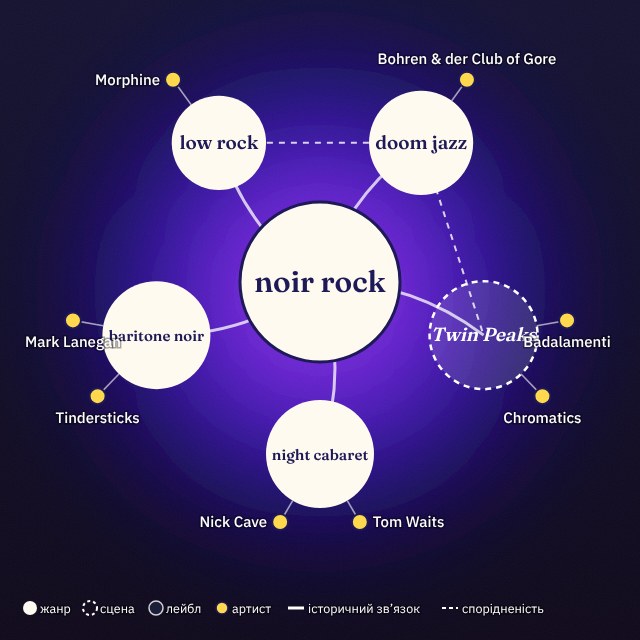 Bohren & der Club of Gore
Morphine
low rock
doom jazz
noir rock
Mark Lanegan
baritone noir
Twin Peaks
Badalamenti
Tindersticks
Chromatics
night cabaret
Nick Cave
Tom Waits
жанр сцена лейбл артист історичний зв’язок спорідненість